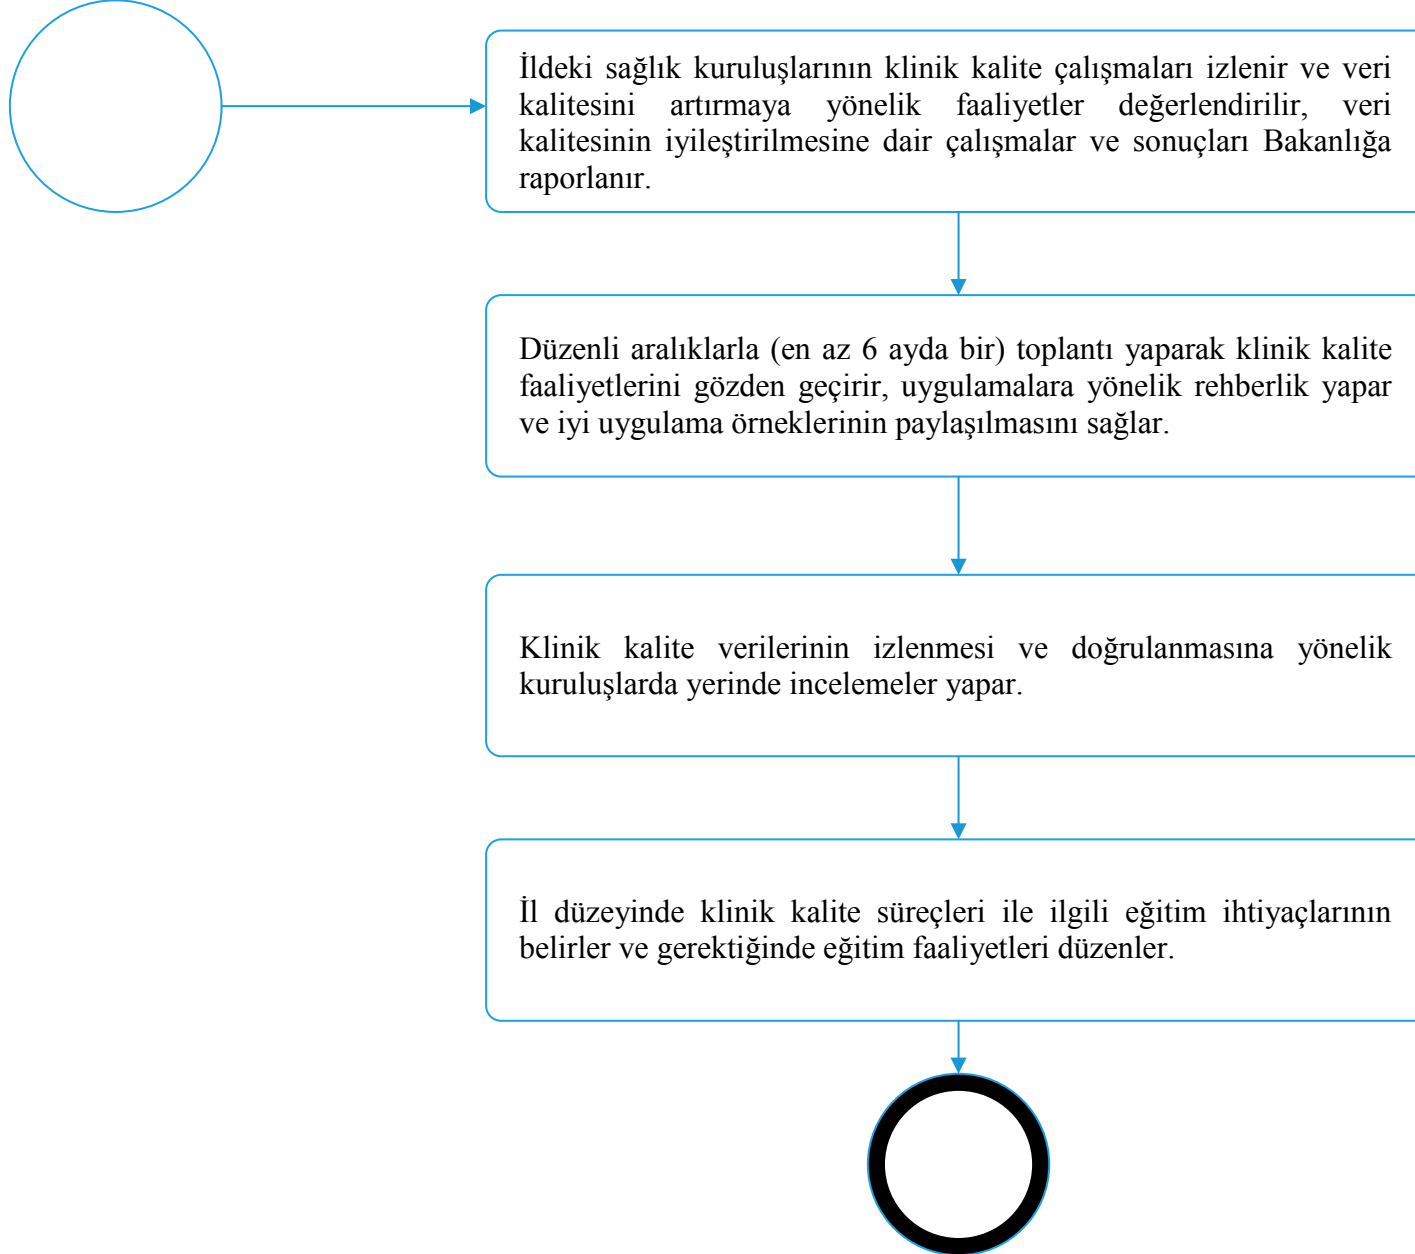 İldeki sağlık kuruluşlarının klinik kalite çalışmaları izlenir ve veri
kalitesini artırmaya yönelik faaliyetler değerlendirilir, veri
kalitesinin iyileştirilmesine dair çalışmalar ve sonuçları Bakanlığa
raporlanır.
Düzenli aralıklarla (en az 6 ayda bir) toplantı yaparak klinik kalite
faaliyetlerini gözden geçirir, uygulamalara yönelik rehberlik yapar
ve iyi uygulama örneklerinin paylaşılmasını sağlar.
Klinik kalite verilerinin izlenmesi ve doğrulanmasına yönelik
kuruluşlarda yerinde incelemeler yapar.
İl düzeyinde klinik kalite süreçleri ile ilgili eğitim ihtiyaçlarının
belirler ve gerektiğinde eğitim faaliyetleri düzenler.